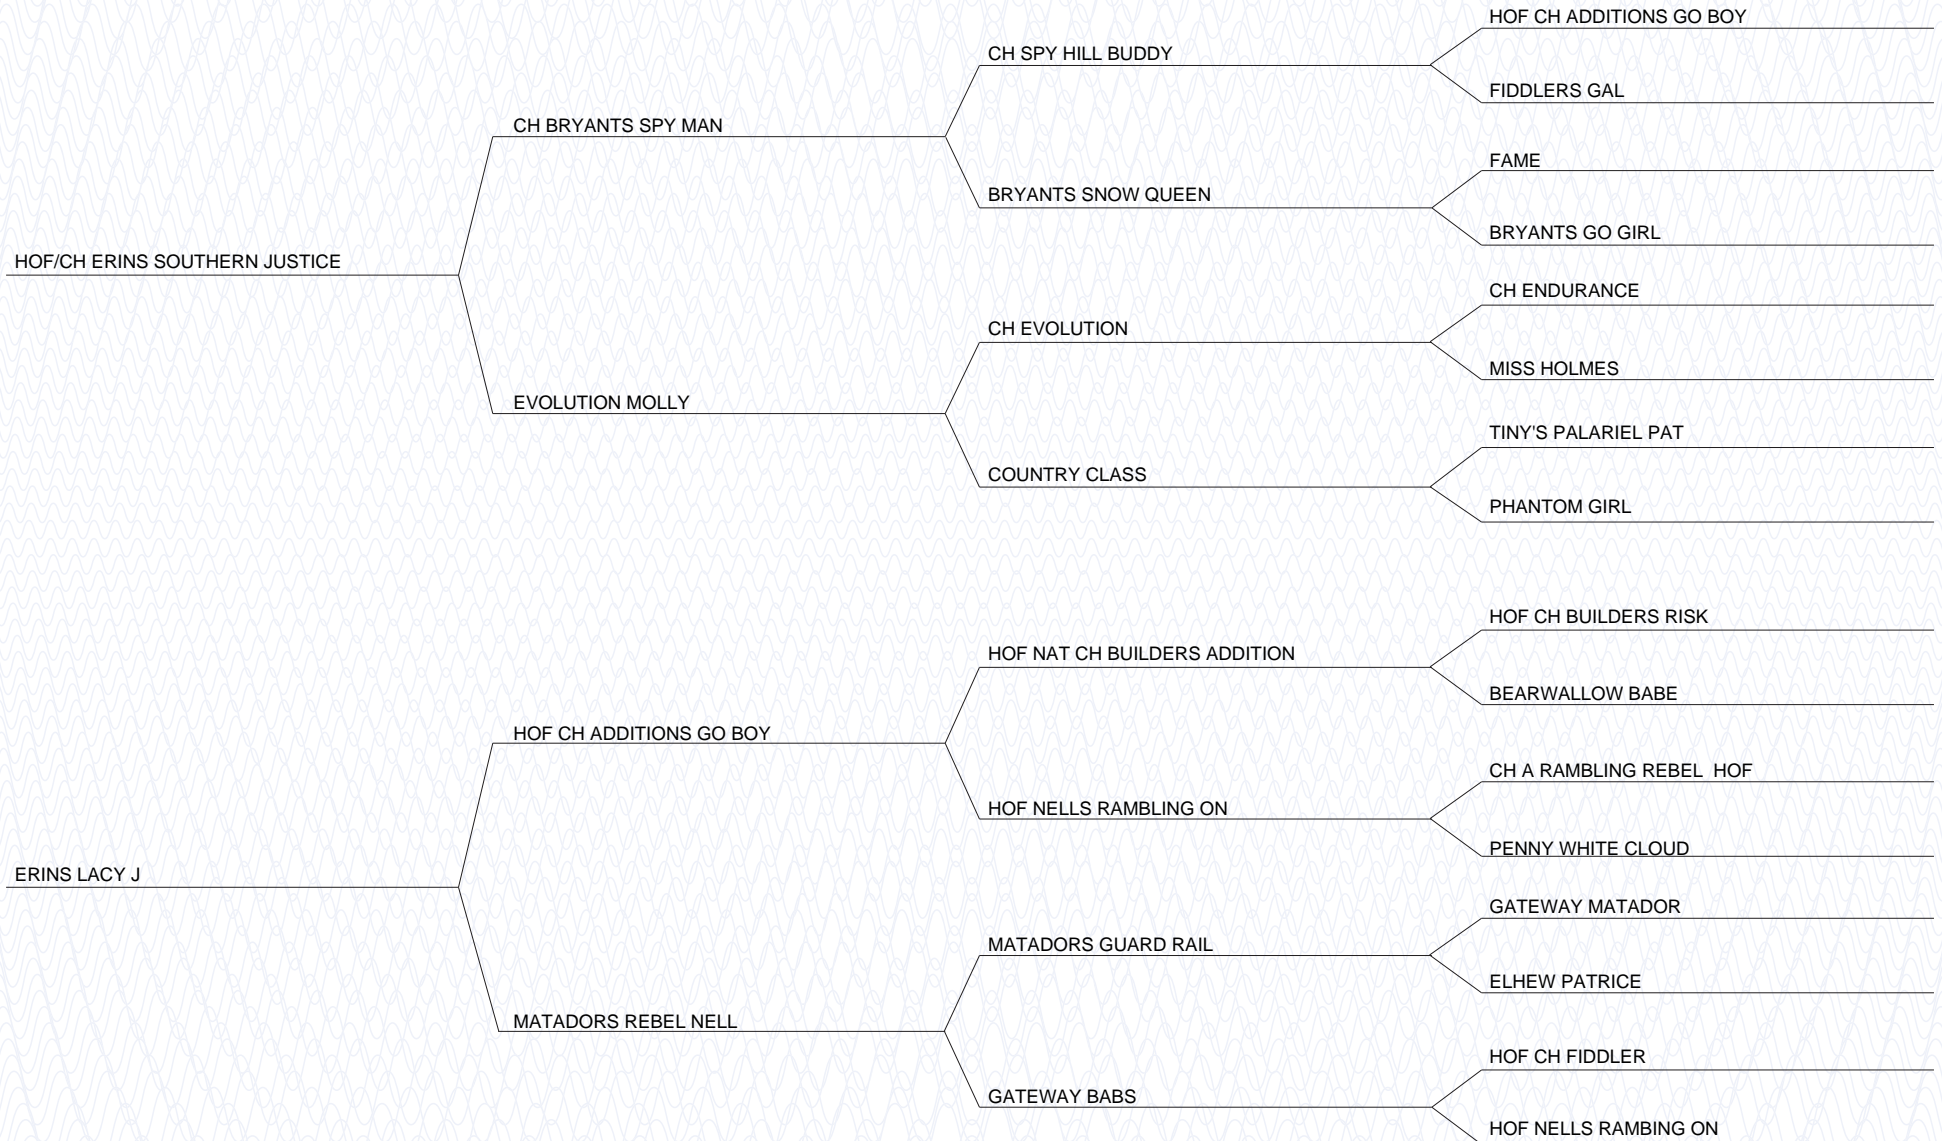 HOF CH ADDITIONS GO BOY
CH SPY HILL BUDDY
FIDDLERS GAL
CH BRYANTS SPY MAN
FAME
BRYANTS SNOW QUEEN
BRYANTS GO GIRL
HOF/CH ERINS SOUTHERN JUSTICE
CH ENDURANCE
CH EVOLUTION
MISS HOLMES
EVOLUTION MOLLY
TINY'S PALARIEL PAT
COUNTRY CLASS
PHANTOM GIRL
HOF CH BUILDERS RISK
HOF NAT CH BUILDERS ADDITION
BEARWALLOW BABE
HOF CH ADDITIONS GO BOY
CH A RAMBLING REBEL  HOF
HOF NELLS RAMBLING ON
PENNY WHITE CLOUD
ERINS LACY J
GATEWAY MATADOR
MATADORS GUARD RAIL
ELHEW PATRICE
MATADORS REBEL NELL
HOF CH FIDDLER
GATEWAY BABS
HOF NELLS RAMBING ON